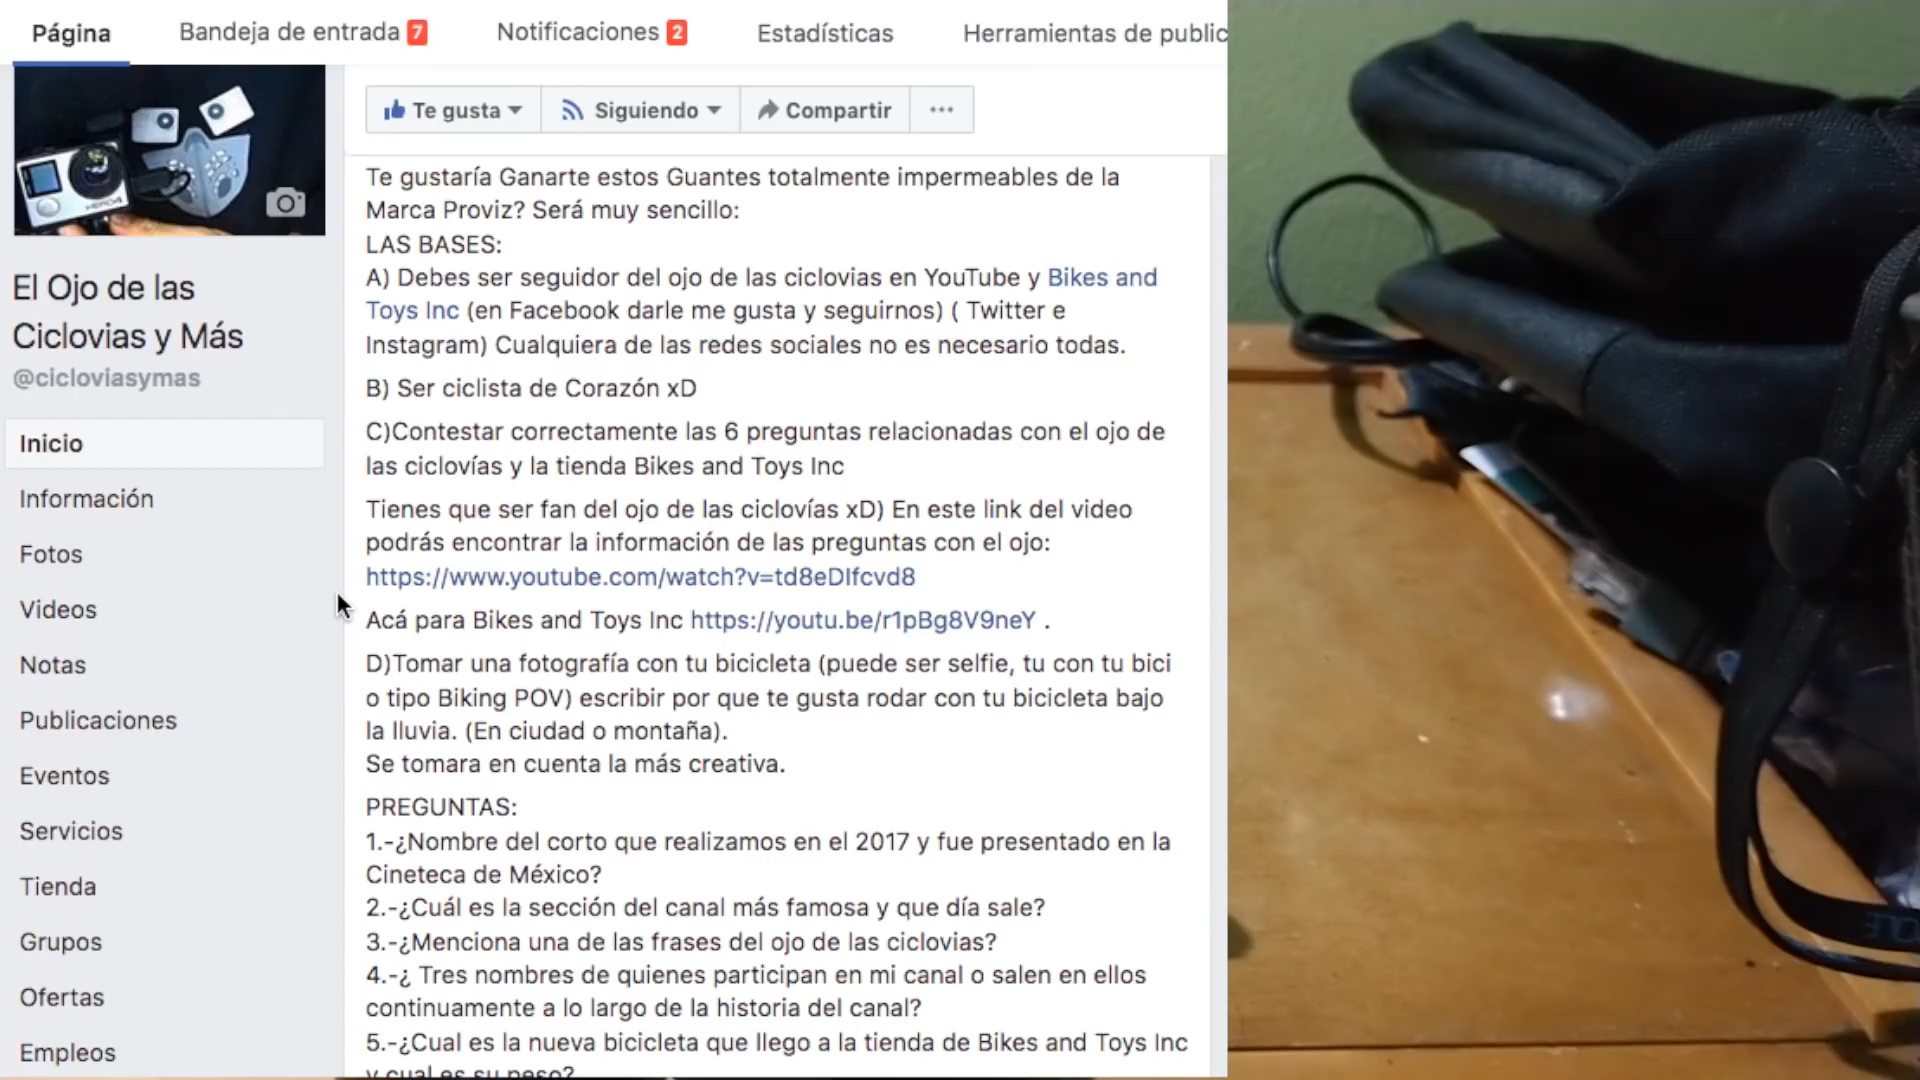 Página
Bandeja de entrada 7
Notificaciones 2
Estadísticas
Herramientas de public
Te gusta
Siguiendo
Compartir
HERO4
El Ojo de las
Ciclovias y Más
@cicloviasymas
Inicio
Información
Fotos
Videos
Notas
Publicaciones
Eventos
Servicios
Tienda
Grupos
Ofertas
Empleos
Te gustaría Ganarte estos Guantes totalmente impermeables de la
Marca Proviz? Será muy sencillo:
LAS BASES:
A) Debes ser seguidor del ojo de las ciclovias en YouTube y Bikes and
Toys Inc (en Facebook darle me gusta y seguirnos) ( Twitter e
Instagram) Cualquiera de las redes sociales no es necesario todas.
B) Ser ciclista de Corazón xD
C)Contestar correctamente las 6 preguntas relacionadas con el ojo de
las ciclovías y la tienda Bikes and Toys Inc
Tienes que ser fan del ojo de las ciclovías xD) En este link del video
podrás encontrar la información de las preguntas con el ojo:
https://www.youtube.com/watch?v=td8eDIfcvd8
Acá para Bikes and Toys Inc https://youtu.be/r1pBg8V9neY .
D)Tomar una fotografía con tu bicicleta (puede ser selfie, tu con tu bici
o tipo Biking POV) escribir por que te gusta rodar con tu bicicleta bajo
la lluvia. (En ciudad o montaña).
Se tomara en cuenta la más creativa.
PREGUNTAS:
1.-¿Nombre del corto que realizamos en el 2017 y fue presentado en la
Cineteca de México?
2.-¿Cuál es la sección del canal más famosa y que día sale?
3.-¿Menciona una de las frases del ojo de las ciclovias?
4.-¿ Tres nombres de quienes participan en mi canal o salen en ellos
continuamente a lo largo de la historia del canal?
5.-¿Cual es la nueva bicicleta que llego a la tienda de Bikes and Toys Inc
y cual es su peso?